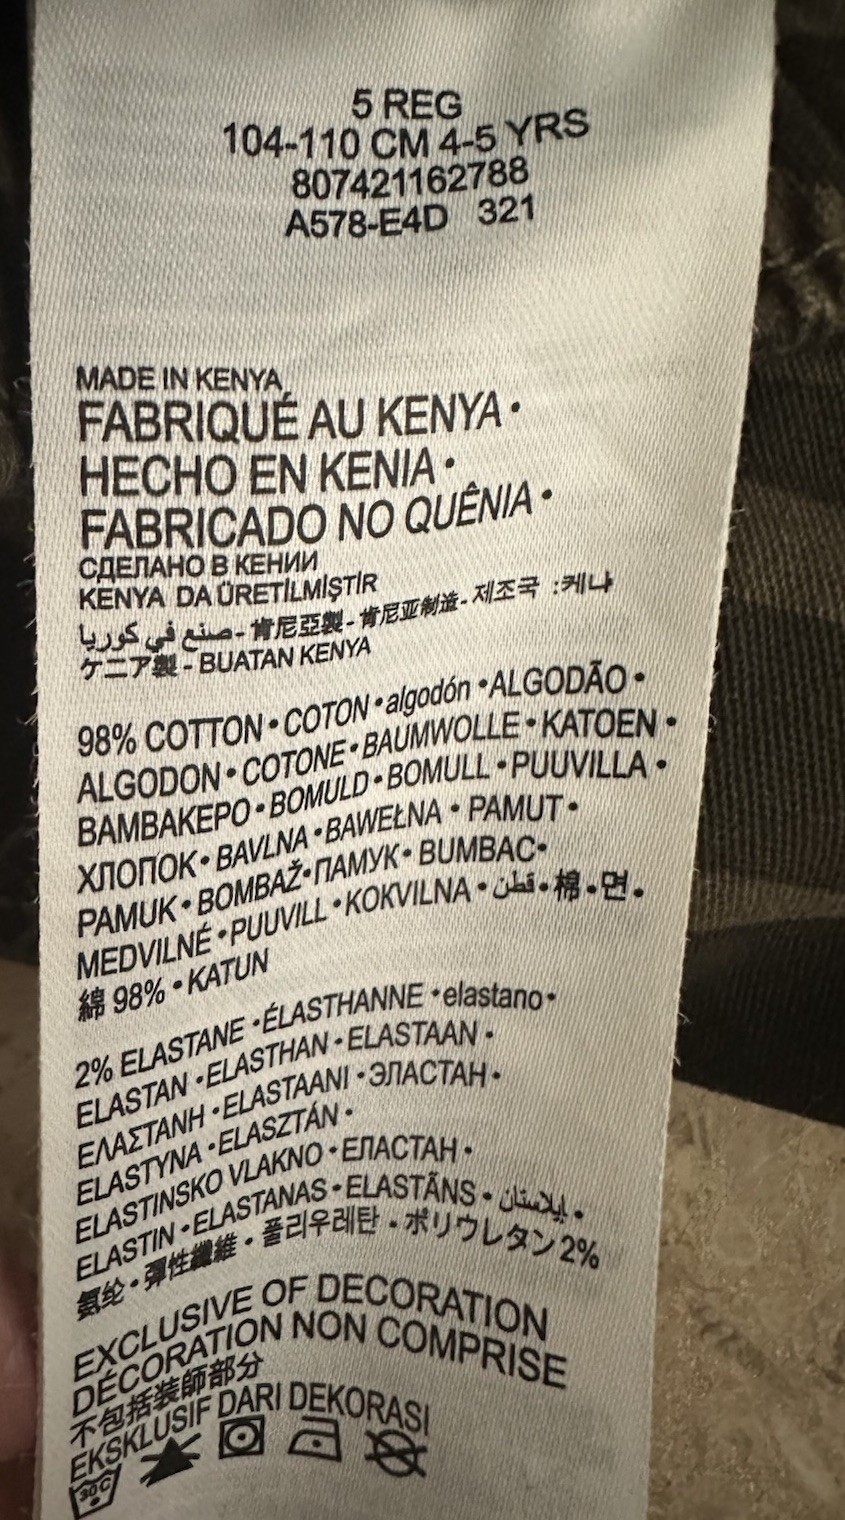 5 REG
104-110 CM 4-5 YRS
807421162788
A578-E4D 321
MADE IN KENYA
FABRIQUÉ AU KENYA •
HECHO EN KENIA •
FABRICADO NO QUÊNIA •
СДЕЛАНО В КЕНИИ
KENYA DA ÜRETİLMİŞTİR
صنع في كوريا - 肯尼亞製 - 肯尼亚制造 - 제조국 : 케냐
ケニア製 - BUATAN KENYA
98% COTTON • COTON • algodón • ALGODÃO •
ALGODON • COTONE • BAUMWOLLE • KATOEN •
ΒΑΜΒΑΚΕΡΟ • BOMULD • BOMULL • PUUVILLA •
ХЛОПОК • BAVLNA • BAWEŁNA • PAMUT •
PAMUK • BOMBAŽ • ПАМУК • BUMBAC •
MEDVILNÉ • PUUVILL • KOKVILNA • قطن • 棉 • 면 •
綿 98% • KATUN
2% ELASTANE • ÉLASTHANNE • elastano •
ELASTAN • ELASTHAN • ELASTAAN •
ΕΛΑΣΤΑΝΗ • ELASTAANI • ЭЛАСТАН •
ELASTYNA • ELASZTÁN •
ELASTINSKO VLAKNO • ЕЛАСТАН •
ELASTIN • ELASTANAS • ELASTĀNS • إيلاستان •
氨纶 • 彈性纖維 • 폴리우레탄 • ポリウレタン 2%
EXCLUSIVE OF DECORATION
DÉCORATION NON COMPRISE
不包括装飾部分
EKSKLUSIF DARI DEKORASI
30C